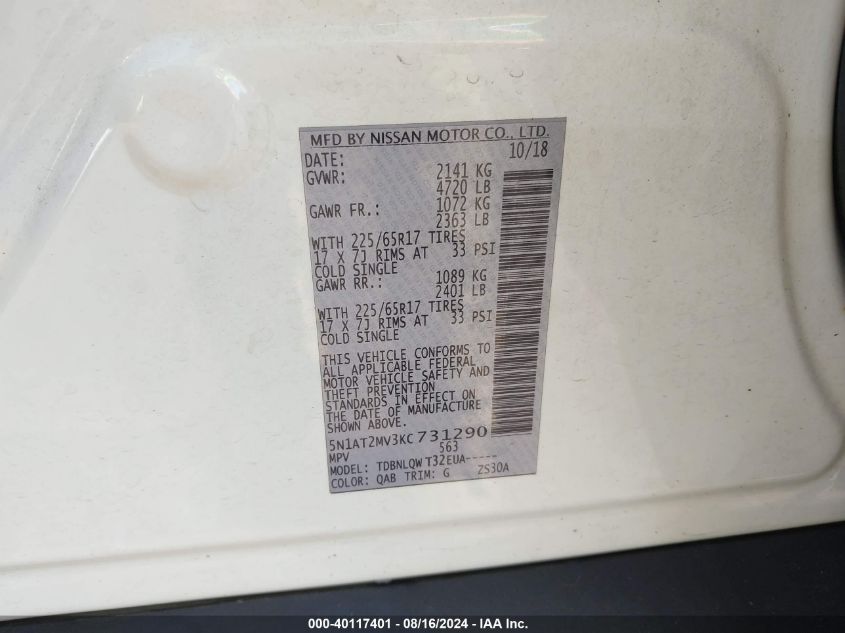 MFD BY NISSAN MOTOR CO., LTD.
DATE: 10/18
GVWR: 2141 KG
4720 LB
GAWR FR.: 1072 KG
2363 LB
WITH 225/65R17 TIRES
17 X 7J RIMS AT 33 PSI
COLD SINGLE
GAWR RR.: 1089 KG
2401 LB
WITH 225/65R17 TIRES
17 X 7J RIMS AT 33 PSI
COLD SINGLE
THIS VEHICLE CONFORMS TO
ALL APPLICABLE FEDERAL
MOTOR VEHICLE SAFETY AND
THEFT PREVENTION
STANDARDS IN EFFECT ON
THE DATE OF MANUFACTURE
SHOWN ABOVE.
5N1AT2MV3KC731290
MPV 563
MODEL: TDBNLQW T32EUA-----
COLOR: QAB TRIM: G ZS30A
000-40117401 - 08/16/2024 - IAA Inc.